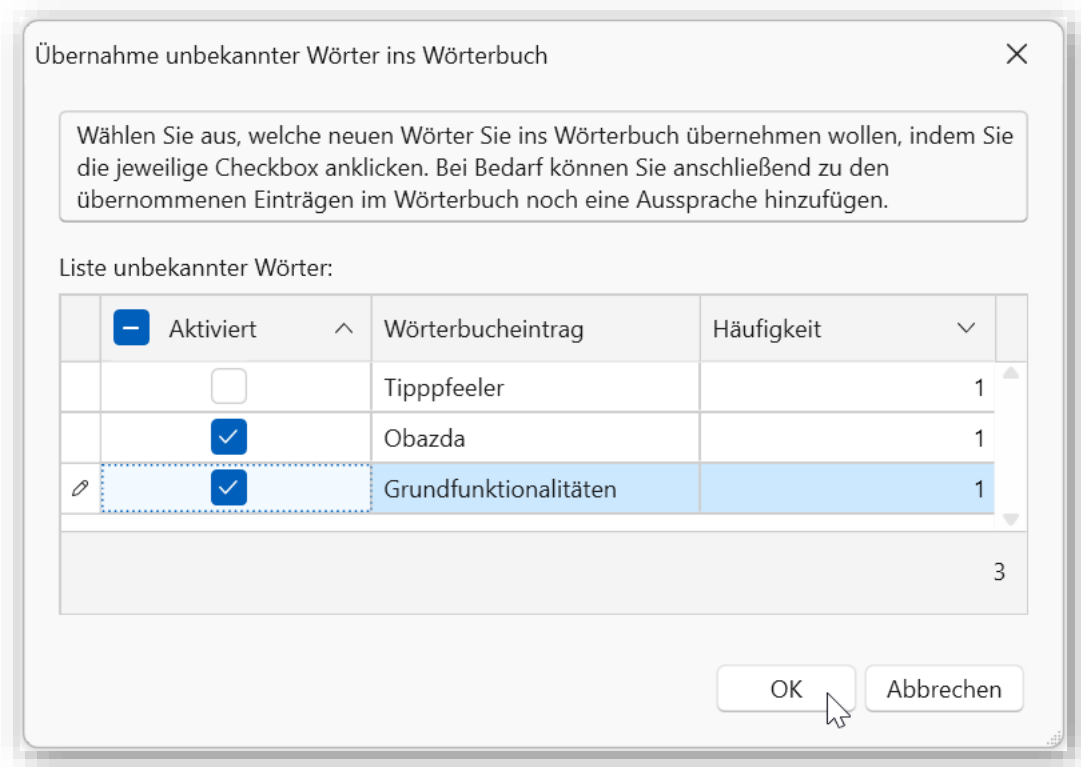 Übernahme unbekannter Wörter ins Wörterbuch
Wählen Sie aus, welche neuen Wörter Sie ins Wörterbuch übernehmen wollen, indem Sie
die jeweilige Checkbox anklicken. Bei Bedarf können Sie anschließend zu den
übernommenen Einträgen im Wörterbuch noch eine Aussprache hinzufügen.
Liste unbekannter Wörter:
Aktiviert Wörterbucheintrag Häufigkeit
Tipppfeeler 1
Obazda 1
Grundfunktionalitäten 1
3
OK Abbrechen